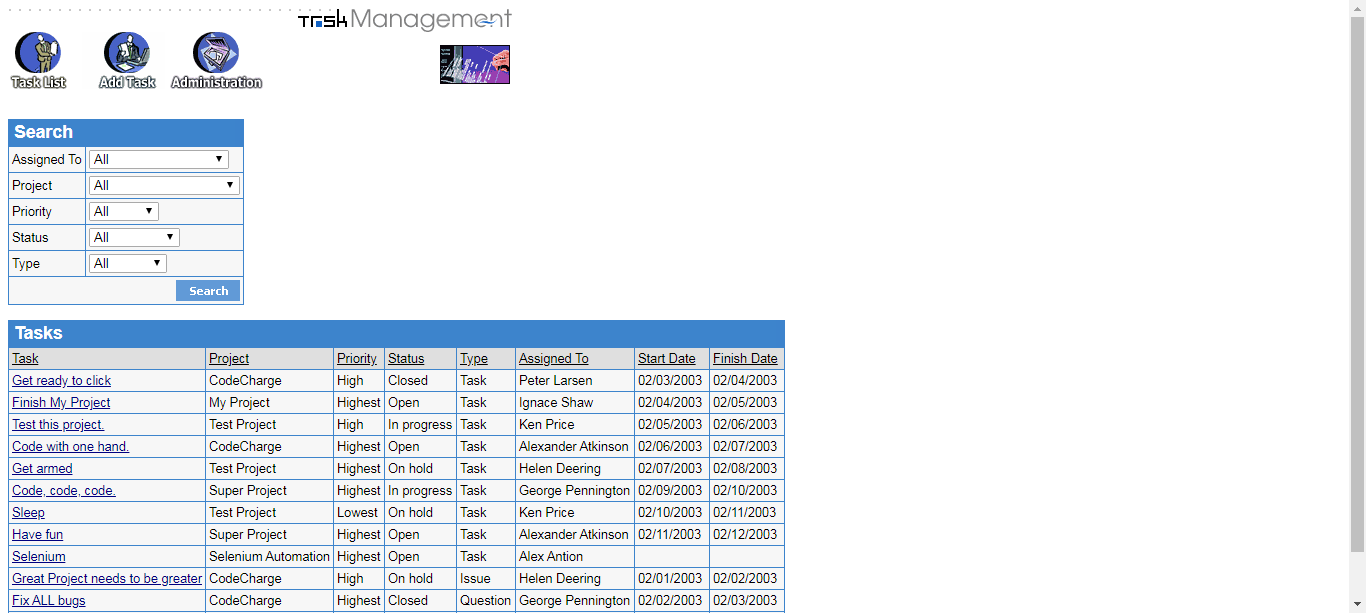 Task Management
Task List Add Task Administration
Search
Assigned To All
Project All
Priority All
Status All
Type All
Search
Tasks
Task Project Priority Status Type Assigned To Start Date Finish Date
Get ready to click CodeCharge High Closed Task Peter Larsen 02/03/2003 02/04/2003
Finish My Project My Project Highest Open Task Ignace Shaw 02/04/2003 02/05/2003
Test this project. Test Project High In progress Task Ken Price 02/05/2003 02/06/2003
Code with one hand. CodeCharge Highest Open Task Alexander Atkinson 02/06/2003 02/07/2003
Get armed Test Project Highest On hold Task Helen Deering 02/07/2003 02/08/2003
Code, code, code. Super Project Highest In progress Task George Pennington 02/09/2003 02/10/2003
Sleep Test Project Lowest On hold Task Ken Price 02/10/2003 02/11/2003
Have fun Super Project Highest Open Task Alexander Atkinson 02/11/2003 02/12/2003
Selenium Selenium Automation Highest Open Task Alex Antion
Great Project needs to be greater CodeCharge High On hold Issue Helen Deering 02/01/2003 02/02/2003
Fix ALL bugs CodeCharge Highest Closed Question George Pennington 02/02/2003 02/03/2003